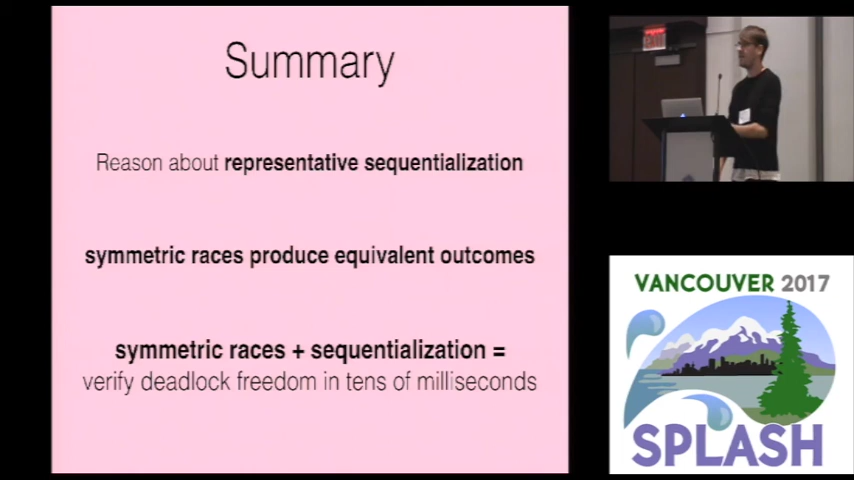 Summary
Reason about representative sequentialization
symmetric races produce equivalent outcomes
symmetric races + sequentialization =
verify deadlock freedom in tens of milliseconds
EXIT
VANCOUVER 2017
SPLASH